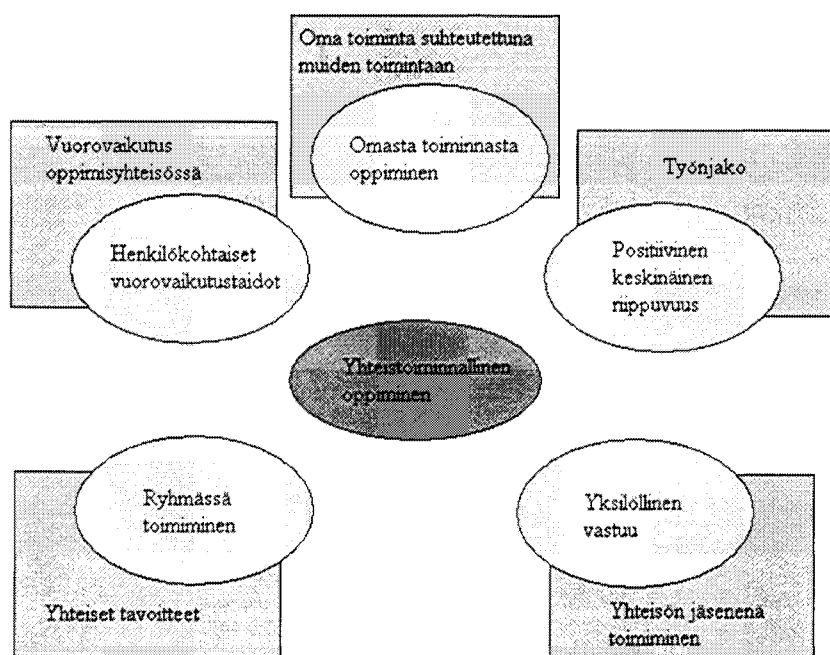 Oma toiminta suhteutettuna
muiden toimintaan
Omasta toiminnasta
oppiminen
Vuorovaikutus
oppimisyhteisössä
Henkilökohtaiset
vuorovaikutustaidot
Työnjako
Positiivinen
keskinäinen
riippuvuus
Yhteistoiminnallinen
oppiminen
Ryhmässä
toimiminen
Yhteiset tavoitteet
Yksilöllinen
vastuu
Yhteisön jäsenenä
toimiminen